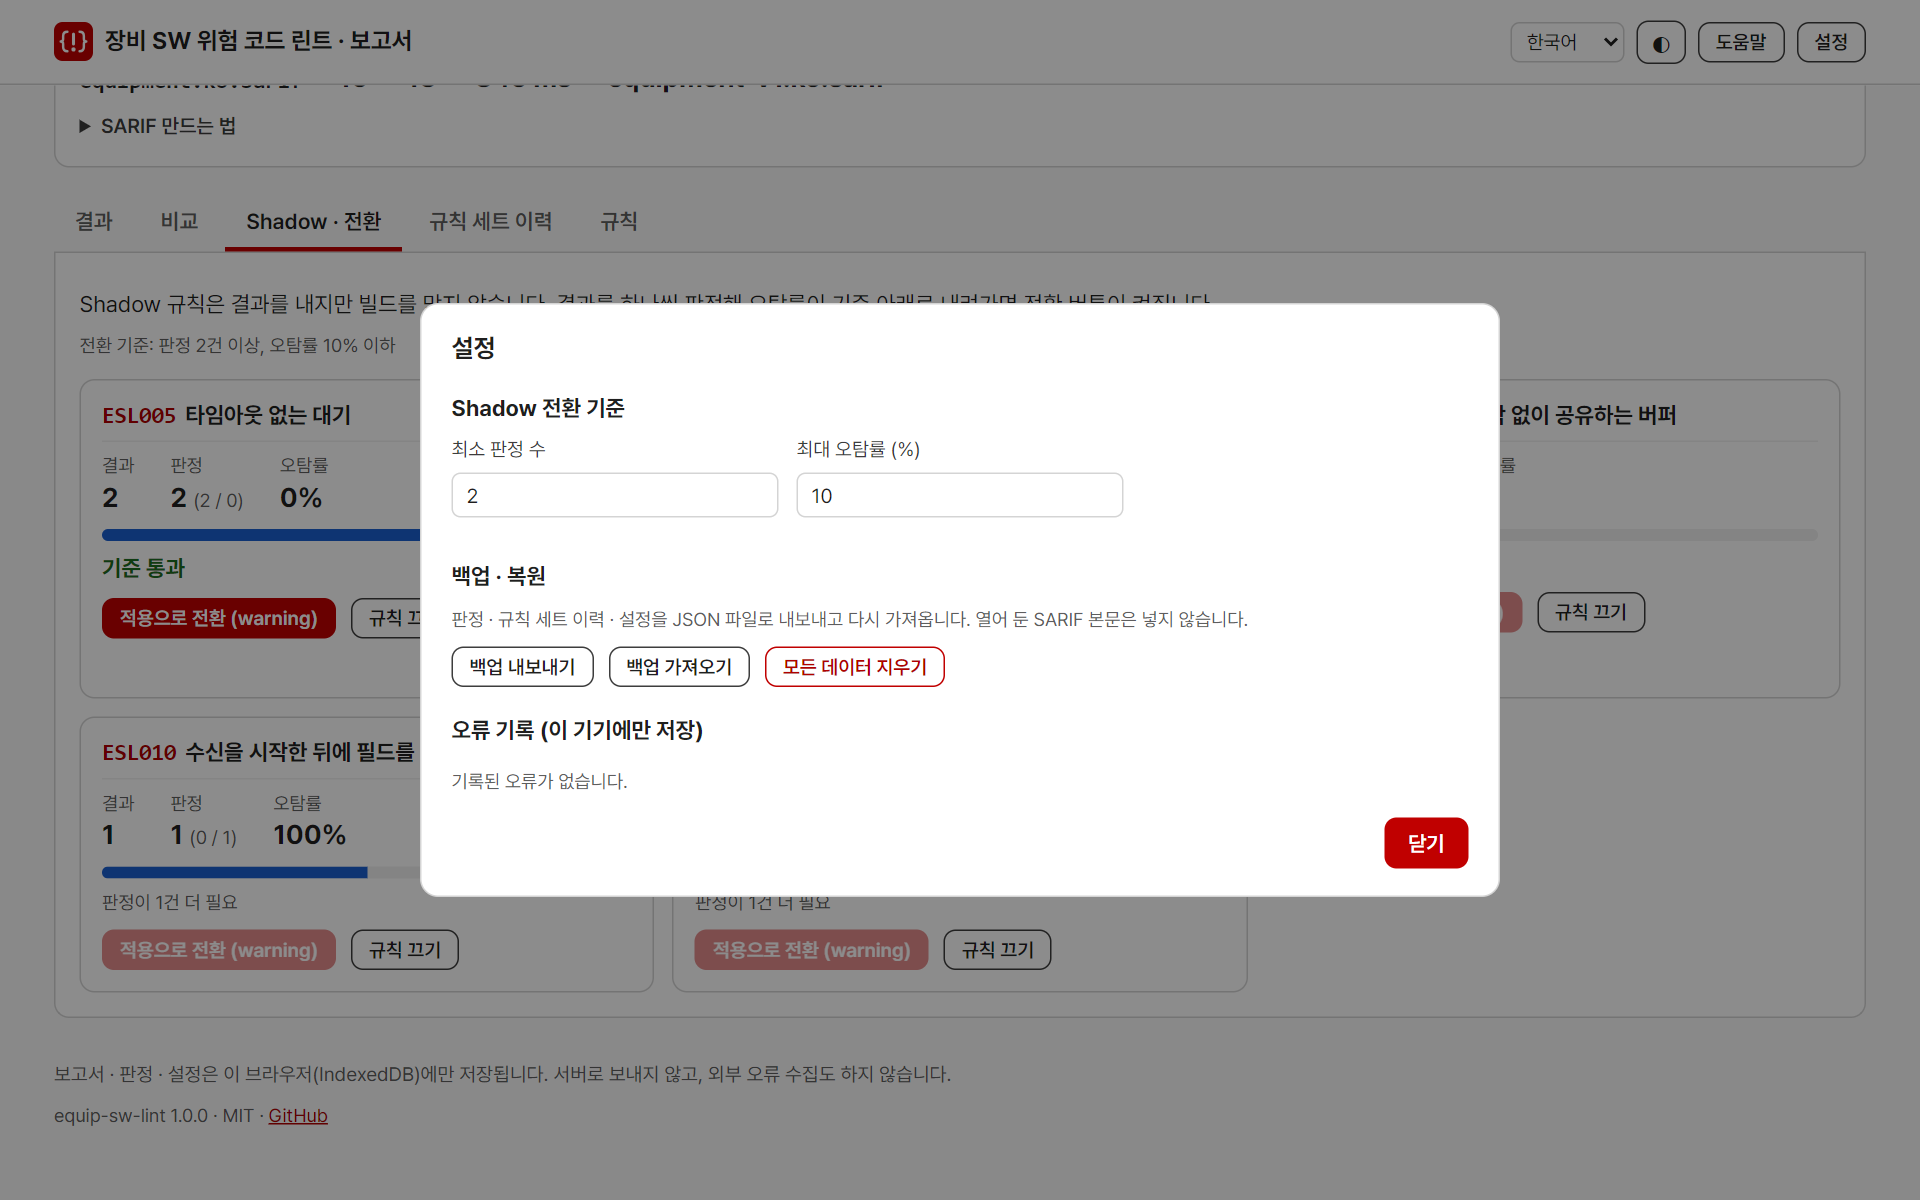 {!} 장비 SW 위험 코드 린트 · 보고서
한국어
도움말
설정
▶ SARIF 만드는 법
결과 비교 Shadow · 전환 규칙 세트 이력 규칙
Shadow 규칙은 결과를 내지만 빌드를
전환 기준: 판정 2건 이상, 오탐률 10% 이하
ESL005 타임아웃 없는 대기
결과 판정 오탐률
2 2 (2 / 0) 0%
기준 통과
적용으로 전환 (warning) 규칙 끄
없이 공유하는 버퍼
률
규칙 끄기
설정
Shadow 전환 기준
최소 판정 수 최대 오탐률 (%)
2 10
백업 · 복원
판정 · 규칙 세트 이력 · 설정을 JSON 파일로 내보내고 다시 가져옵니다. 열어 둔 SARIF 본문은 넣지 않습니다.
백업 내보내기 백업 가져오기 모든 데이터 지우기
오류 기록 (이 기기에만 저장)
기록된 오류가 없습니다.
닫기
ESL010 수신을 시작한 뒤에 필드를
결과 판정 오탐률
1 1 (0 / 1) 100%
판정이 1건 더 필요
적용으로 전환 (warning) 규칙 끄기
판정이 1건 더 필요
적용으로 전환 (warning) 규칙 끄기
보고서 · 판정 · 설정은 이 브라우저(IndexedDB)에만 저장됩니다. 서버로 보내지 않고, 외부 오류 수집도 하지 않습니다.
equip-sw-lint 1.0.0 · MIT · GitHub